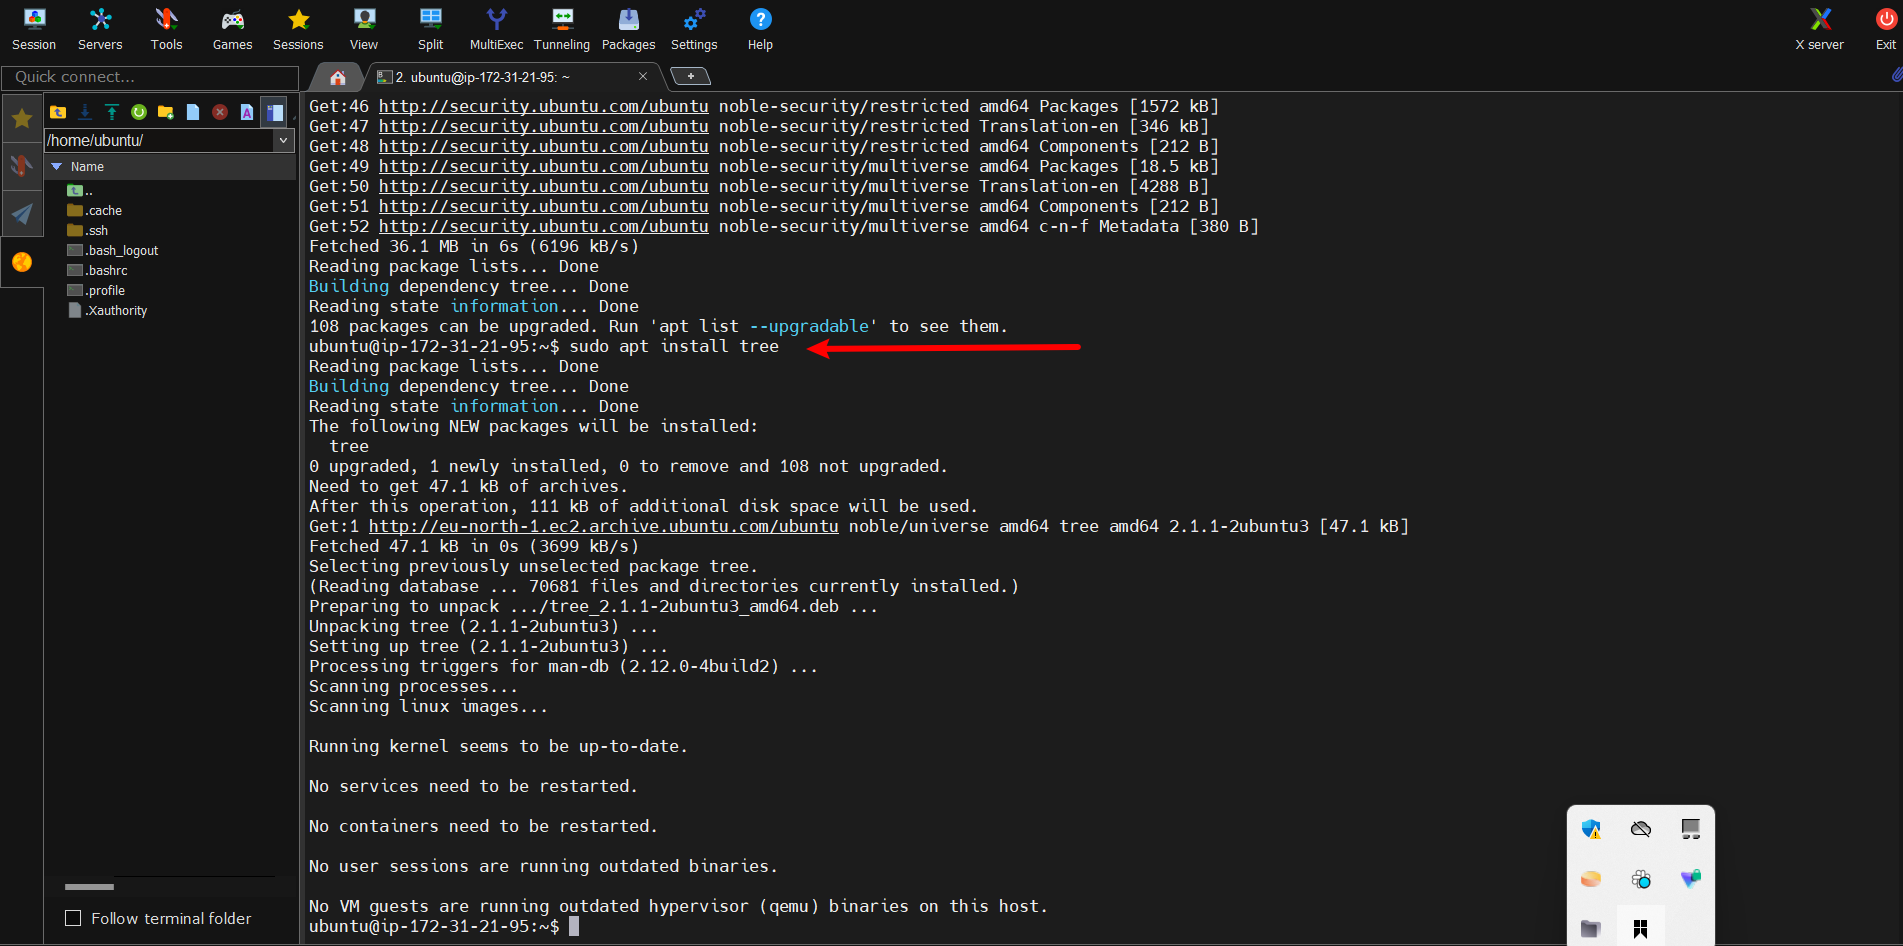 Session Servers Tools Games Sessions View Split MultiExec Tunneling Packages Settings Help X server Exit
Quick connect...
2. ubuntu@ip-172-31-21-95: ~
/home/ubuntu/
Name
..
.cache
.ssh
.bash_logout
.bashrc
.profile
.Xauthority
Follow terminal folder
Get:46 http://security.ubuntu.com/ubuntu noble-security/restricted amd64 Packages [1572 kB]
Get:47 http://security.ubuntu.com/ubuntu noble-security/restricted Translation-en [346 kB]
Get:48 http://security.ubuntu.com/ubuntu noble-security/restricted amd64 Components [212 B]
Get:49 http://security.ubuntu.com/ubuntu noble-security/multiverse amd64 Packages [18.5 kB]
Get:50 http://security.ubuntu.com/ubuntu noble-security/multiverse Translation-en [4288 B]
Get:51 http://security.ubuntu.com/ubuntu noble-security/multiverse amd64 Components [212 B]
Get:52 http://security.ubuntu.com/ubuntu noble-security/multiverse amd64 c-n-f Metadata [380 B]
Fetched 36.1 MB in 6s (6196 kB/s)
Reading package lists... Done
Building dependency tree... Done
Reading state information... Done
108 packages can be upgraded. Run 'apt list --upgradable' to see them.
ubuntu@ip-172-31-21-95:~$ sudo apt install tree
Reading package lists... Done
Building dependency tree... Done
Reading state information... Done
The following NEW packages will be installed:
  tree
0 upgraded, 1 newly installed, 0 to remove and 108 not upgraded.
Need to get 47.1 kB of archives.
After this operation, 111 kB of additional disk space will be used.
Get:1 http://eu-north-1.ec2.archive.ubuntu.com/ubuntu noble/universe amd64 tree amd64 2.1.1-2ubuntu3 [47.1 kB]
Fetched 47.1 kB in 0s (3699 kB/s)
Selecting previously unselected package tree.
(Reading database ... 70681 files and directories currently installed.)
Preparing to unpack .../tree_2.1.1-2ubuntu3_amd64.deb ...
Unpacking tree (2.1.1-2ubuntu3) ...
Setting up tree (2.1.1-2ubuntu3) ...
Processing triggers for man-db (2.12.0-4build2) ...
Scanning processes...
Scanning linux images...
Running kernel seems to be up-to-date.
No services need to be restarted.
No containers need to be restarted.
No user sessions are running outdated binaries.
No VM guests are running outdated hypervisor (qemu) binaries on this host.
ubuntu@ip-172-31-21-95:~$